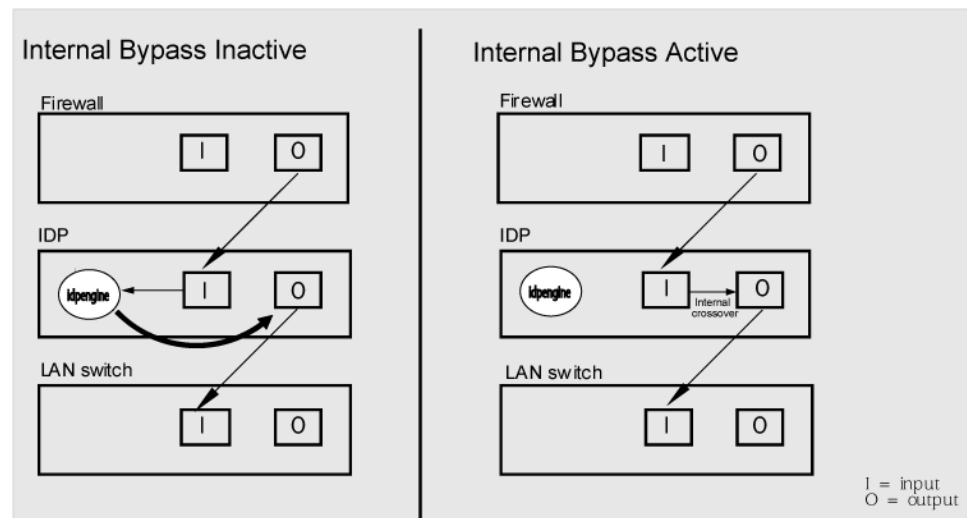 Internal Bypass Inactive
Firewall
I O
IDP
idpengine
I O
LAN switch
I O
Internal Bypass Active
Firewall
I O
IDP
idpengine
I O
Internal
crossover
LAN switch
I O
I = input
O = output